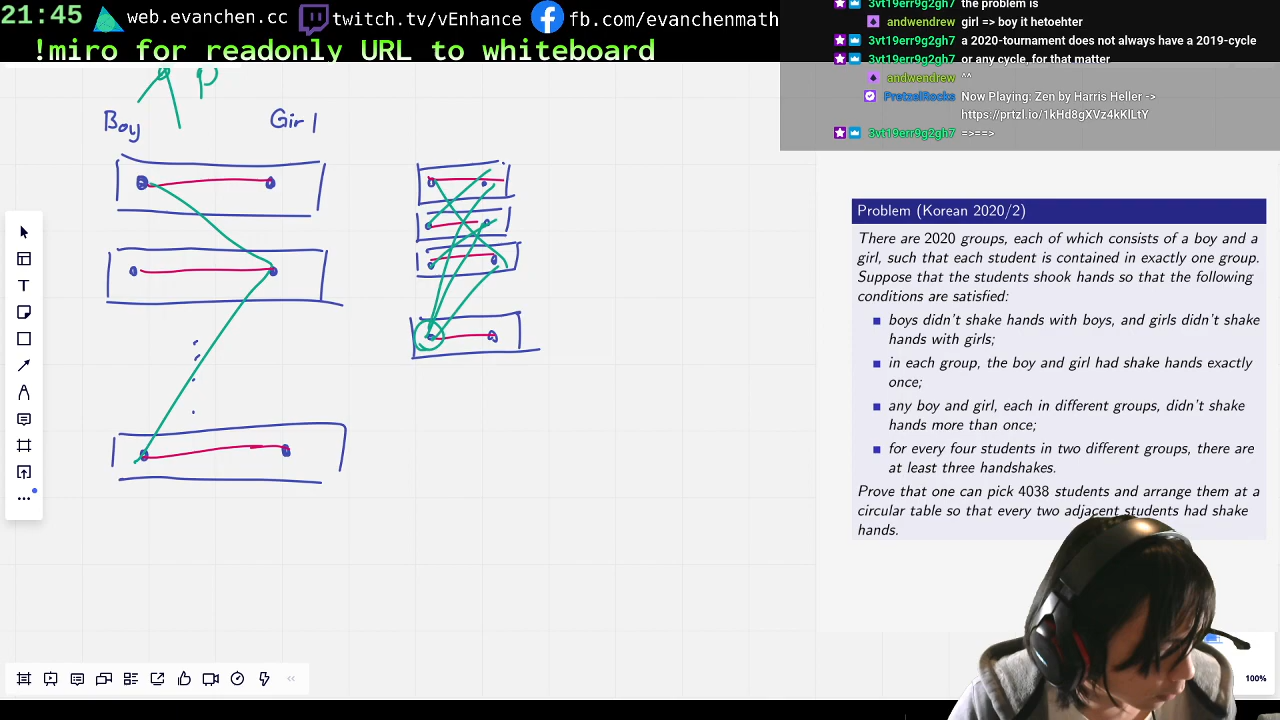 21:45
web.evanchen.cc
twitch.tv/vEnhance
fb.com/evanchenmath
!miro for readonly URL to whiteboard
3vt19err9g2gh7 the problem is
andwendrew girl => boy it hetoehter
3vt19err9g2gh7 a 2020-tournament does not always have a 2019-cycle
3vt19err9g2gh7 or any cycle, for that matter
andwendrew ^^
PretzelRocks Now Playing: Zen by Harris Heller ->
https://prtzl.io/1kHd8gXVz4kKlLtY
3vt19err9g2gh7 =>==>
Boy
Girl
Problem (Korean 2020/2)
There are 2020 groups, each of which consists of a boy and a
girl, such that each student is contained in exactly one group.
Suppose that the students shook hands so that the following
conditions are satisfied:
boys didn't shake hands with boys, and girls didn't shake
hands with girls;
in each group, the boy and girl had shake hands exactly
once;
any boy and girl, each in different groups, didn't shake
hands more than once;
for every four students in two different groups, there are
at least three handshakes.
Prove that one can pick 4038 students and arrange them at a
circular table so that every two adjacent students had shake
hands.
100%